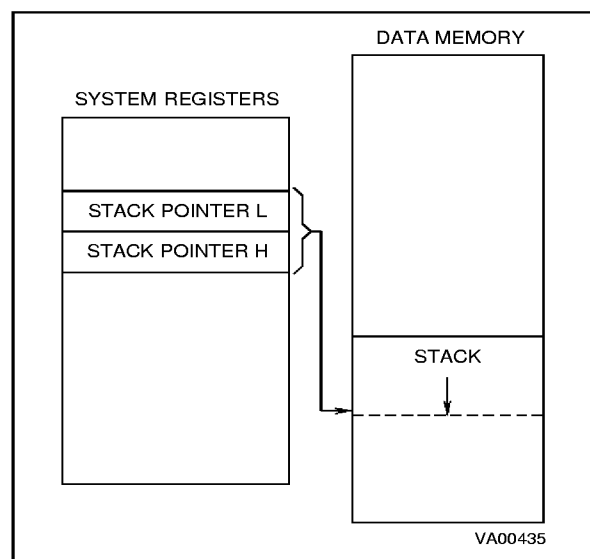 DATA MEMORY
SYSTEM REGISTERS
STACK POINTER L
STACK POINTER H
STACK
VA00435